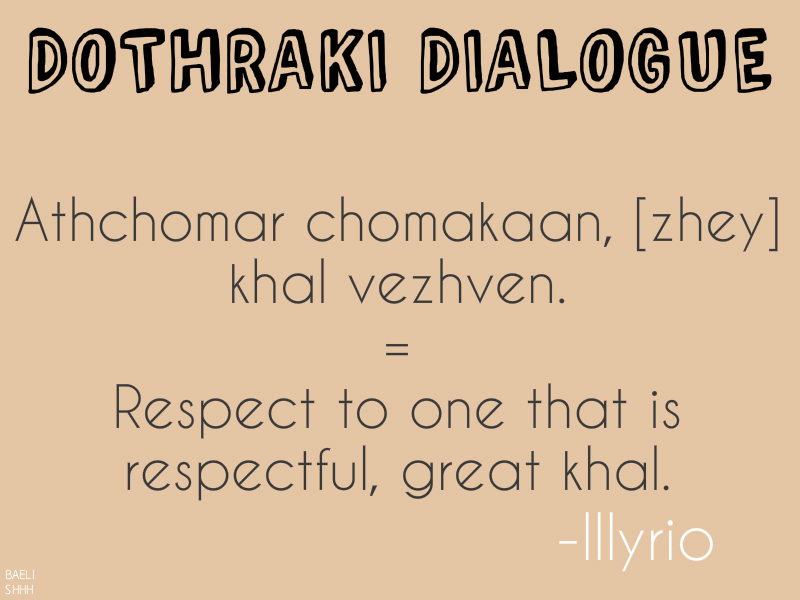 DOTHRAKI DIALOGUE
Athchomar chomakaan, [zhey]
khal vezhven.
=
Respect to one that is
respectful, great khal.
-Illyrio
BAELI
SHHH